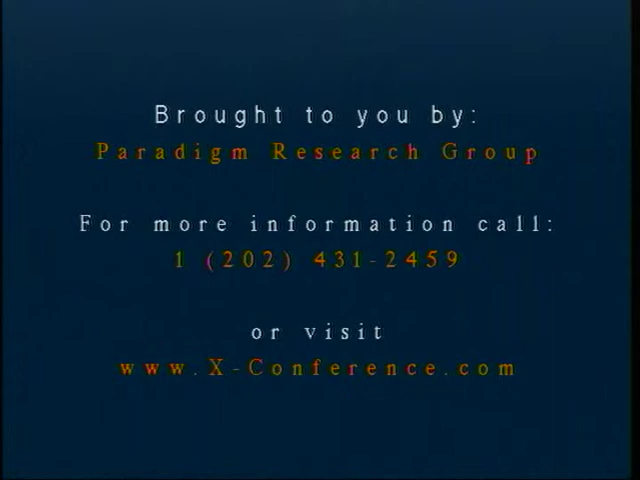 Brought to you by:
Paradigm Research Group
For more information call:
1 (202) 431-2459
or visit
www.X-Conference.com